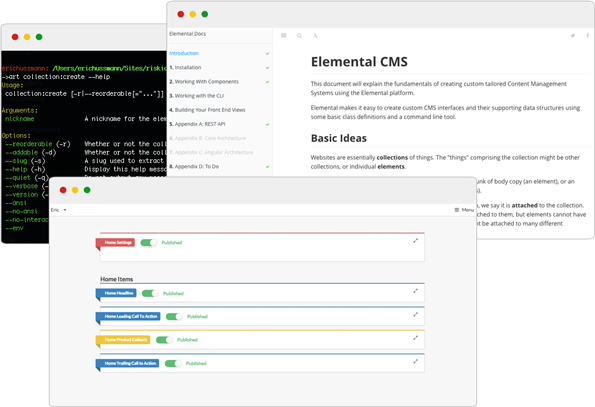 erichussmann: /Users/erichussmann/Sites/riskio
~>art collection:create --help
Usage:
collection:create [-r|--reorderable[="..."]]
Arguments:
nickname A nickname for the elem
Options:
--reorderable (-r) Whether or not the coll
--addable (-d) Whether or not the coll
--slug (-s) A slug used to extract
--help (-h) Display this help messa
--quiet (-q)
--verbose
--version
--ansi
--no-ansi
--no-interac
--env
Elemental Docs
Introduction
1. Installation
2. Working With Components
3. Working with the CLI
4. Building Your Front End Views
5. Appendix A: REST API
6. Appendix B: Core Architecture
7. Appendix C: Angular Architecture
8. Appendix D: To Do
Elemental CMS
This document will explain the fundamentals of creating custom tailored Content Management
Systems using the Elemental platform.
Elemental makes it easy to create custom CMS interfaces and their supporting data structures using
some basic class definitions and a command line tool.
Basic Ideas
Websites are essentially collections of things. The "things" comprising the collection might be other
collections, or individual elements.
unk of body copy (an element), or an
).
, we say it is attached to the collection.
ched to them, but elements cannot have
t be attached to many different
Eric
Menu
Home Settings Published
Home Items
Home Headline Published
Home Leading Call To Action Published
Home Product Callouts Published
Home Trailing Call to Action Published